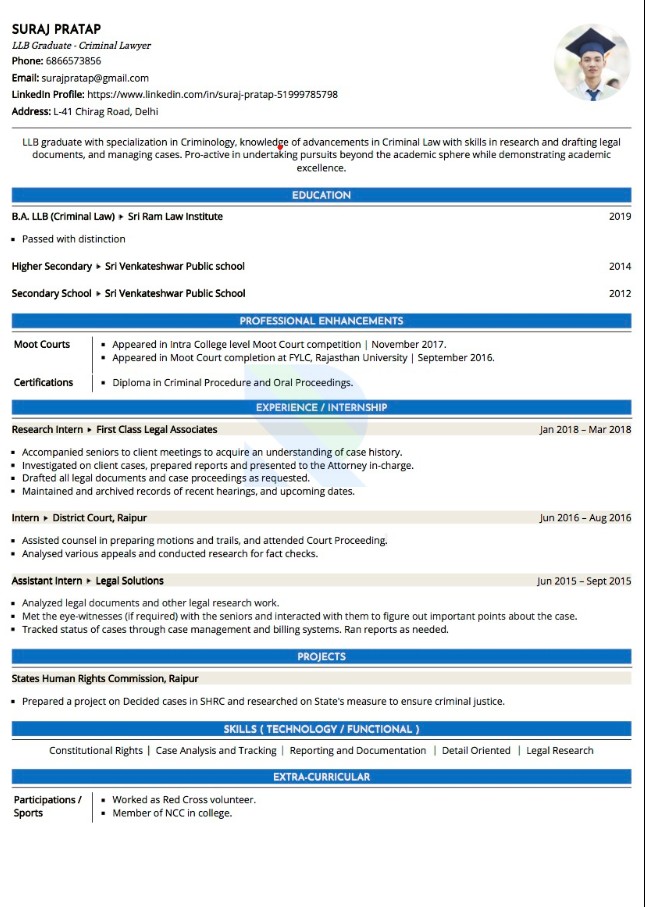 SURAJ PRATAP
LLB Graduate - Criminal Lawyer
Phone: 6866573856
Email: surajpratap@gmail.com
LinkedIn Profile: https://www.linkedin.com/in/suraj-pratap-51999785798
Address: L-41 Chirag Road, Delhi
LLB graduate with specialization in Criminology, knowledge of advancements in Criminal Law with skills in research and drafting legal
documents, and managing cases. Pro-active in undertaking pursuits beyond the academic sphere while demonstrating academic
excellence.
EDUCATION
B.A. LLB (Criminal Law) ▸ Sri Ram Law Institute 2019
▪ Passed with distinction
Higher Secondary ▸ Sri Venkateshwar Public school 2014
Secondary School ▸ Sri Venkateshwar Public School 2012
PROFESSIONAL ENHANCEMENTS
Moot Courts ▪ Appeared in Intra College level Moot Court competition | November 2017.
▪ Appeared in Moot Court completion at FYLC, Rajasthan University | September 2016.
Certifications ▪ Diploma in Criminal Procedure and Oral Proceedings.
EXPERIENCE / INTERNSHIP
Research Intern ▸ First Class Legal Associates Jan 2018 – Mar 2018
▪ Accompanied seniors to client meetings to acquire an understanding of case history.
▪ Investigated on client cases, prepared reports and presented to the Attorney in-charge.
▪ Drafted all legal documents and case proceedings as requested.
▪ Maintained and archived records of recent hearings, and upcoming dates.
Intern ▸ District Court, Raipur Jun 2016 – Aug 2016
▪ Assisted counsel in preparing motions and trails, and attended Court Proceeding.
▪ Analysed various appeals and conducted research for fact checks.
Assistant Intern ▸ Legal Solutions Jun 2015 – Sept 2015
▪ Analyzed legal documents and other legal research work.
▪ Met the eye-witnesses (if required) with the seniors and interacted with them to figure out important points about the case.
▪ Tracked status of cases through case management and billing systems. Ran reports as needed.
PROJECTS
States Human Rights Commission, Raipur
▪ Prepared a project on Decided cases in SHRC and researched on State's measure to ensure criminal justice.
SKILLS ( TECHNOLOGY / FUNCTIONAL )
Constitutional Rights | Case Analysis and Tracking | Reporting and Documentation | Detail Oriented | Legal Research
EXTRA-CURRICULAR
Participations / ▪ Worked as Red Cross volunteer.
Sports ▪ Member of NCC in college.